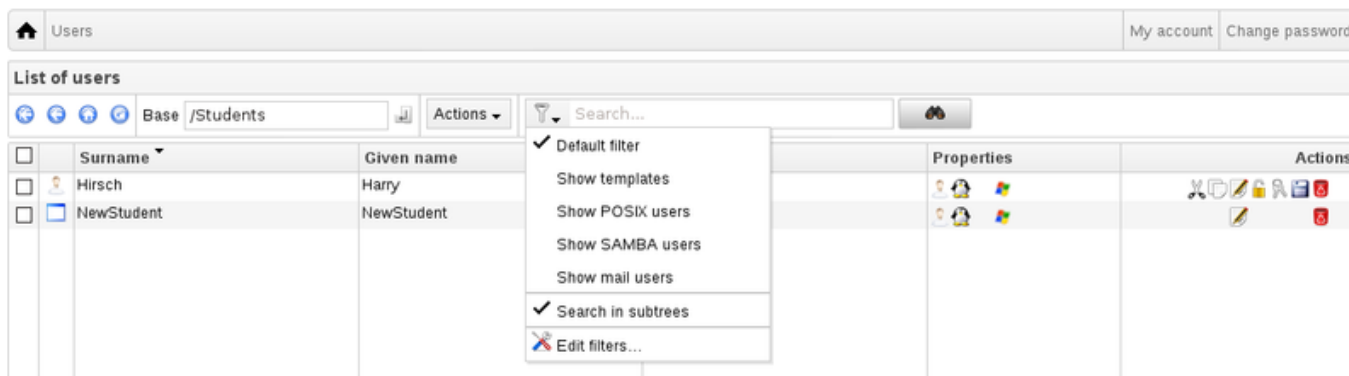 Users My account Change password
List of users
Base /Students Actions Search...
Surname Given name Properties Actions
Default filter
Show templates
Show POSIX users
Show SAMBA users
Show mail users
Search in subtrees
Edit filters...
Hirsch Harry
NewStudent NewStudent